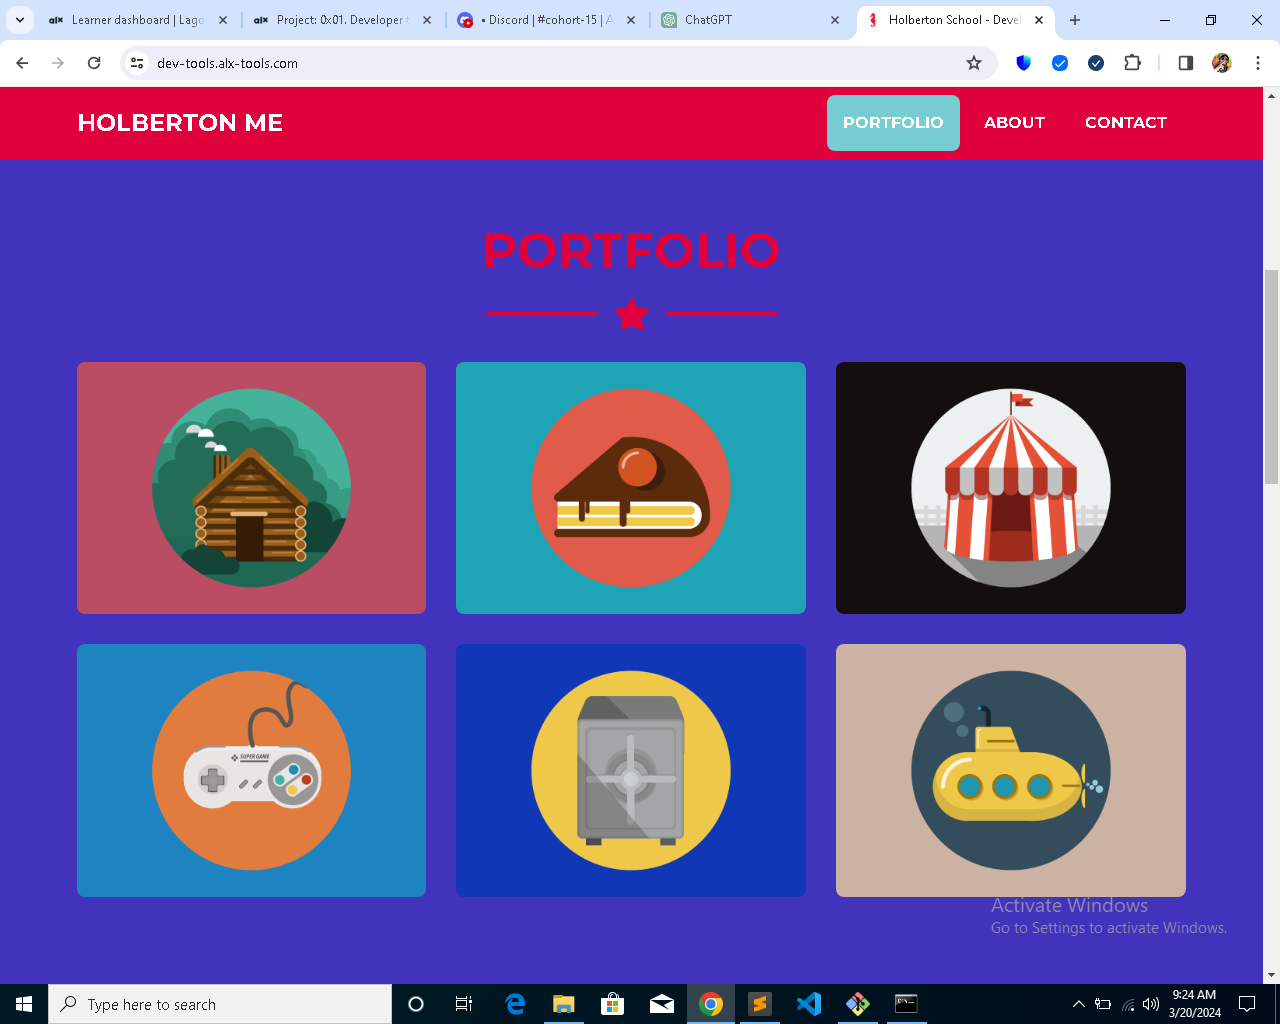 alx Learner dashboard | Lago
alx Project: 0x01. Developer t
• Discord | #cohort-15 | A
ChatGPT
Holberton School - Devel
dev-tools.alx-tools.com
HOLBERTON ME
PORTFOLIO
ABOUT
CONTACT
PORTFOLIO
SUPER GAME
Activate Windows
Go to Settings to activate Windows.
Type here to search
9:24 AM
3/20/2024